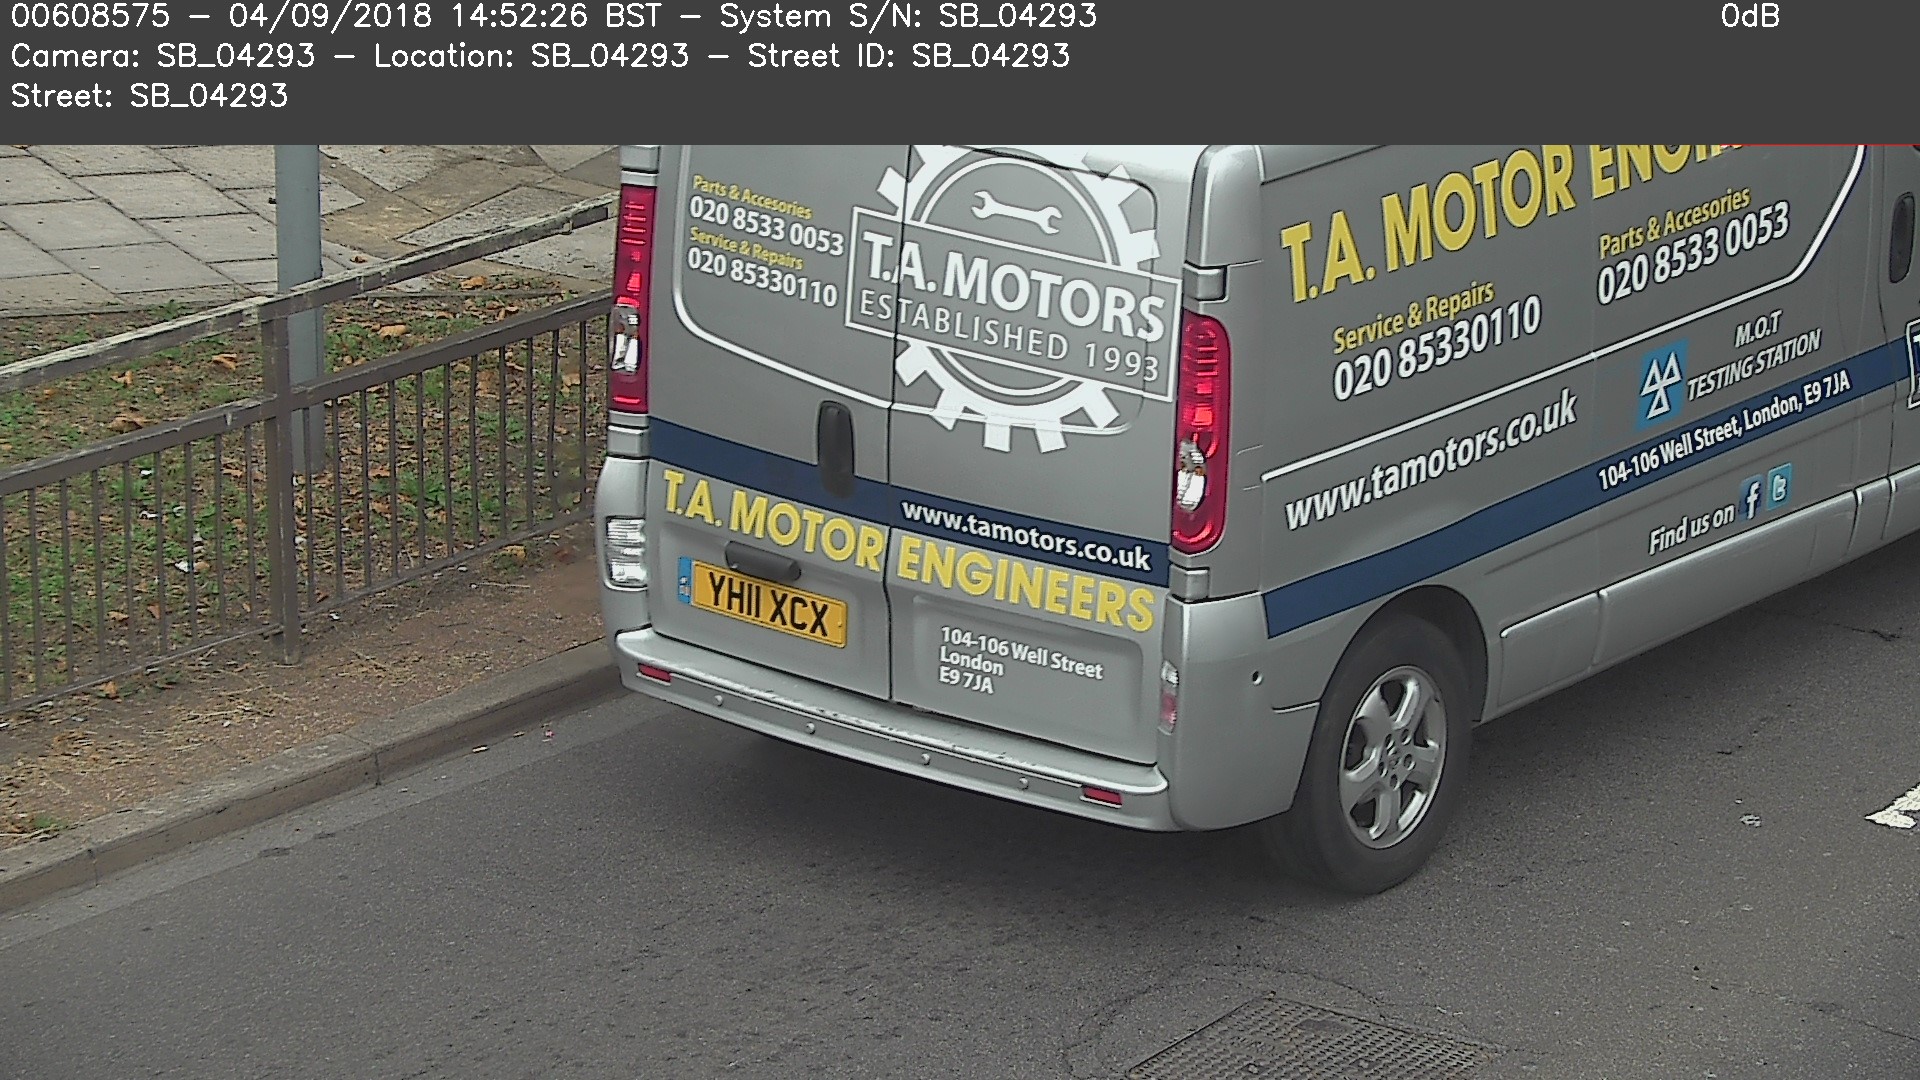 00608575 - 04/09/2018 14:52:26 BST - System S/N: SB_04293
0dB
Camera: SB_04293 - Location: SB_04293 - Street ID: SB_04293
Street: SB_04293
Parts & Accesories
020 8533 0053
Service & Repairs
020 85330110
T.A. MOTORS
ESTABLISHED 1993
T.A. MOTOR ENGINEERS
www.tamotors.co.uk
YH11 XCX
104-106 Well Street
London
E9 7JA
T.A. MOTOR
Parts & Accesories
020 8533 0053
Service & Repairs
020 85330110
M.O.T
TESTING STATION
www.tamotors.co.uk
104-106 Well Street, London, E9 7JA
Find us on f t